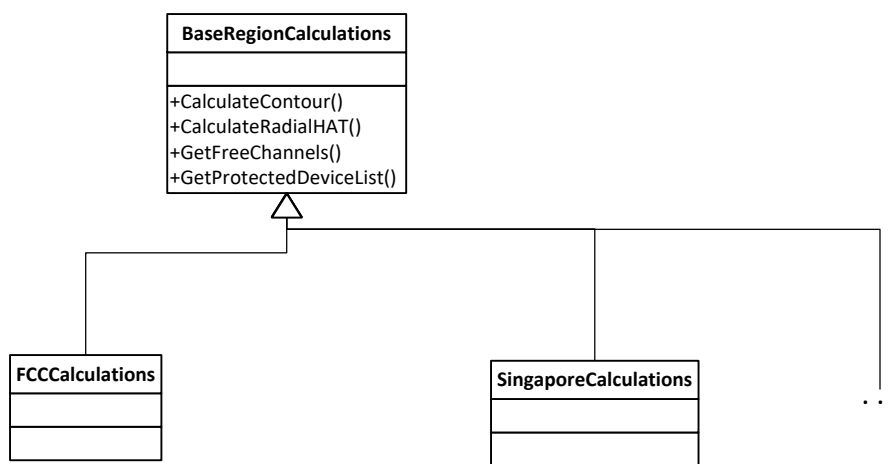 BaseRegionCalculations
+CalculateContour()
+CalculateRadialHAT()
+GetFreeChannels()
+GetProtectedDeviceList()
FCCCalculations
SingaporeCalculations
. .